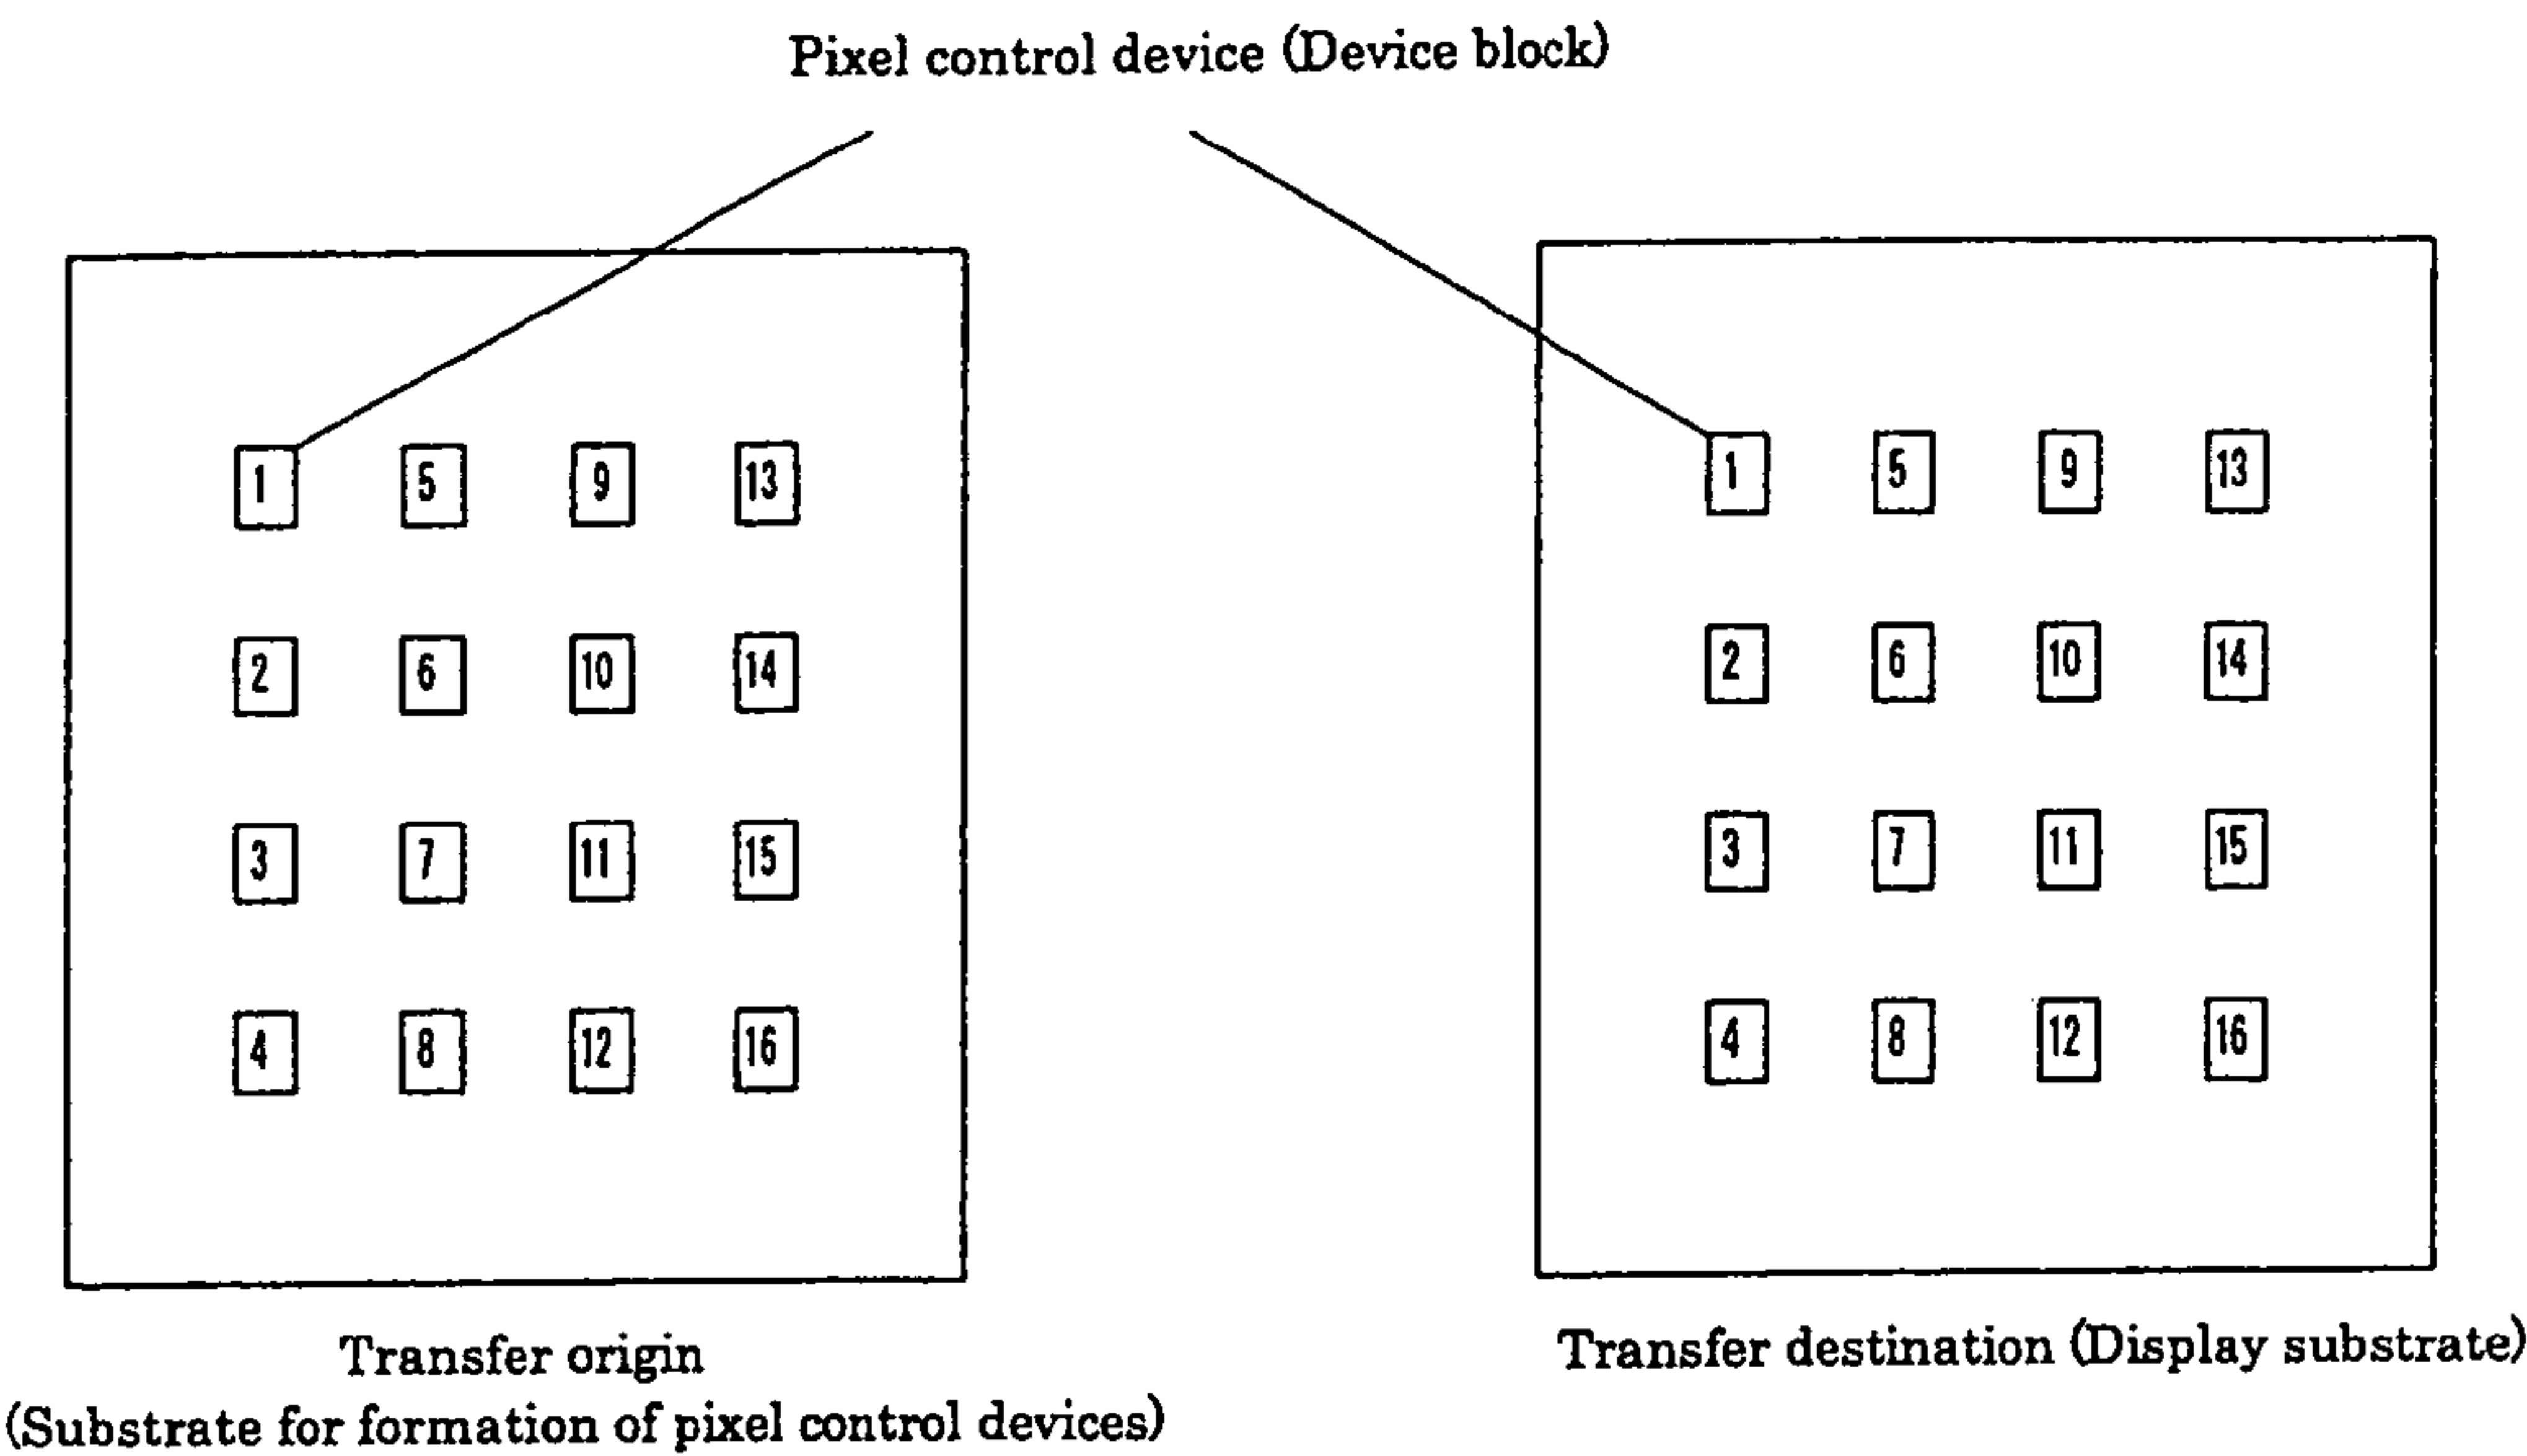 Pixel control device (Device block)
1 5 9 13
2 6 10 14
3 7 11 15
4 8 12 16
Transfer origin
(Substrate for formation of pixel control devices)
1 5 9 13
2 6 10 14
3 7 11 15
4 8 12 16
Transfer destination (Display substrate)